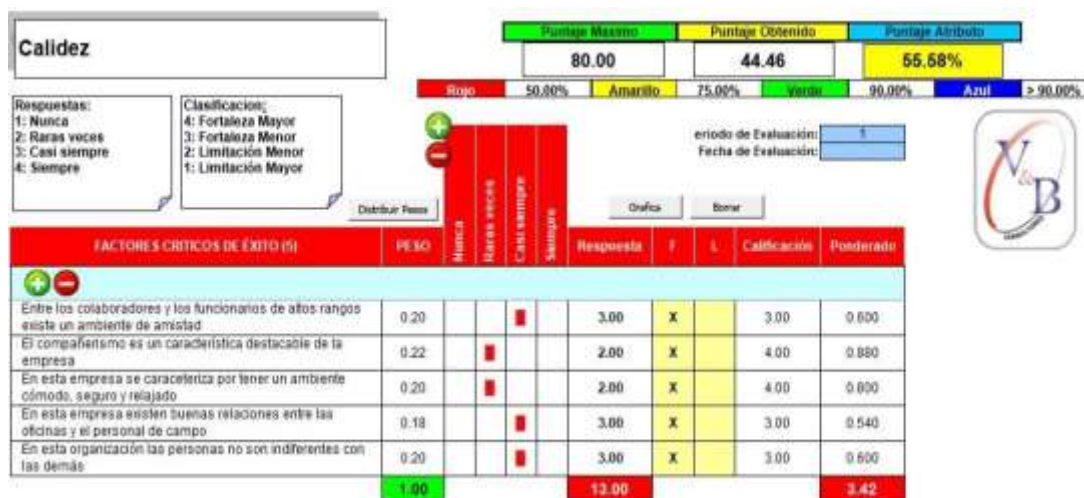 Calidez
Puntaje Maximo Puntaje Obtenido Puntaje Atributo
80.00 44.46 55.58%
Rojo 50.00% Amarillo 75.00% Verde 90.00% Azul > 90.00%
Respuestas:
1: Nunca
2: Raras veces
3: Casi siempre
4: Siempre
Clasificacion:
4: Fortaleza Mayor
3: Fortaleza Menor
2: Limitación Menor
1: Limitación Mayor
eriodo de Evaluación: 1
Fecha de Evaluación:
V&B
Distribuir Pesos
Grafica
Borrar
FACTORES CRITICOS DE ÉXITO (5) PESO Nunca Raras veces Casi siempre Siempre Respuesta F L Calificación Ponderado
Entre los colaboradores y los funcionarios de altos rangos
existe un ambiente de amistad
0.20 3.00 X 3.00 0.600
El compañerismo es un característica destacable de la
empresa
0.22 2.00 X 4.00 0.880
En esta empresa se caraceteriza por tener un ambiente
cómodo, seguro y relajado
0.20 2.00 X 4.00 0.800
En esta empresa existen buenas relaciones entre las
oficinas y el personal de campo
0.18 3.00 X 3.00 0.540
En esta organización las personas no son indiferentes con
las demás
0.20 3.00 X 3.00 0.600
1.00 13.00 3.42